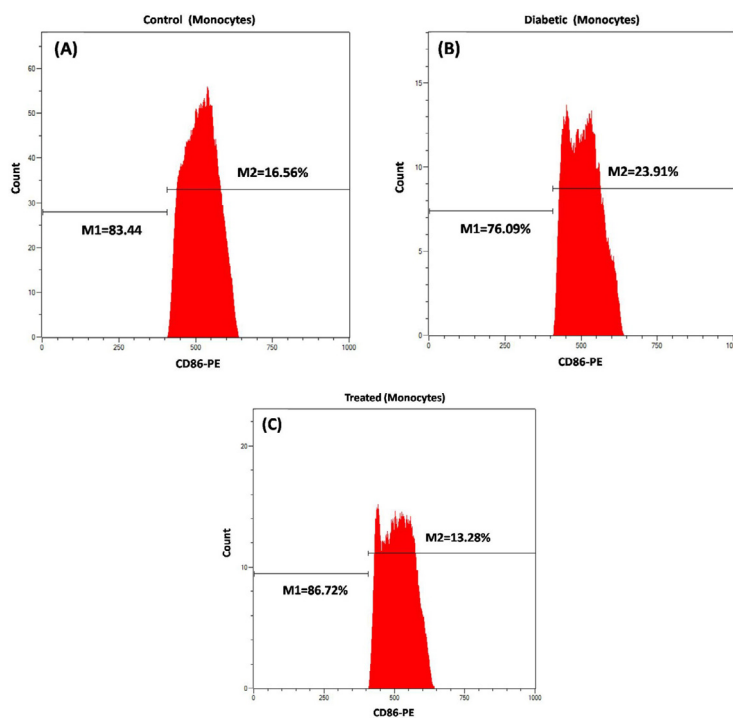 Control (Monocytes)
(A)
60
50
40
30
20
10
0
Count
M2=16.56%
M1=83.44
0 250 500 750 1000
CD86-PE
Diabetic (Monocytes)
(B)
15
10
5
0
Count
M2=23.91%
M1=76.09%
0 250 500 750 100
CD86-PE
Treated (Monocytes)
(C)
20
10
0
Count
M2=13.28%
M1=86.72%
0 250 500 750 1000
CD86-PE